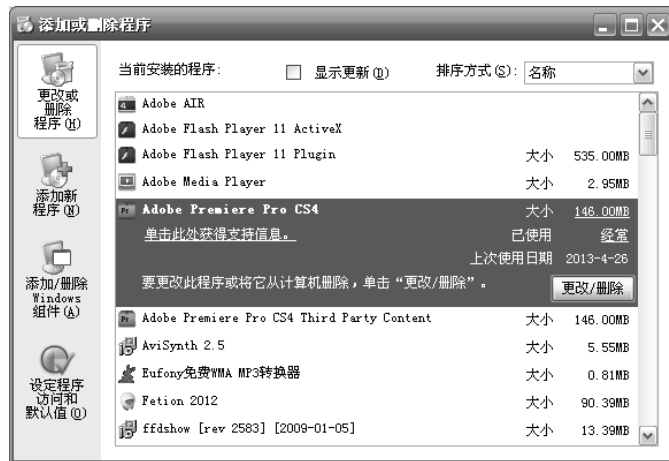 添加或删除程序
更改或
删除
程序(H)
添加新
程序(N)
添加/删除
Windows
组件(A)
设定程序
访问和
默认值(O)
当前安装的程序: 显示更新(D) 排序方式(S): 名称
Adobe AIR
Adobe Flash Player 11 ActiveX
Adobe Flash Player 11 Plugin 大小 535.00MB
Adobe Media Player 大小 2.95MB
Adobe Premiere Pro CS4 大小 146.00MB
单击此处获得支持信息。 已使用 经常
上次使用日期 2013-4-26
要更改此程序或将它从计算机删除，单击“更改/删除”。 更改/删除
Adobe Premiere Pro CS4 Third Party Content 大小 146.00MB
AviSynth 2.5 大小 5.55MB
Eufony免费WMA MP3转换器 大小 0.81MB
Fetion 2012 大小 90.39MB
ffdshow [rev 2583] [2009-01-05] 大小 13.39MB